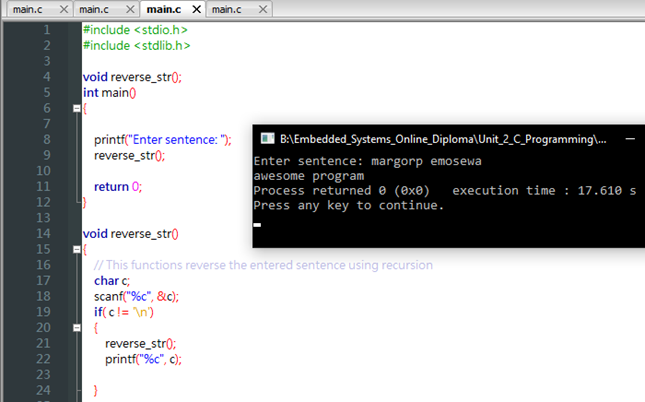 main.c main.c main.c main.c
1 #include <stdio.h>
2 #include <stdlib.h>
3
4 void reverse_str();
5 int main()
6 {
7
8 printf("Enter sentence: ");
9 reverse_str();
10
11 return 0;
12 }
13
14 void reverse_str()
15 {
16 // This functions reverse the entered sentence using recursion
17 char c;
18 scanf("%c", &c);
19 if( c != '\n')
20 {
21 reverse_str();
22 printf("%c", c);
23
24 }
B:\Embedded_Systems_Online_Diploma\Unit_2_C_Programming\...
Enter sentence: margorp emosewa
awesome program
Process returned 0 (0x0) execution time : 17.610 s
Press any key to continue.